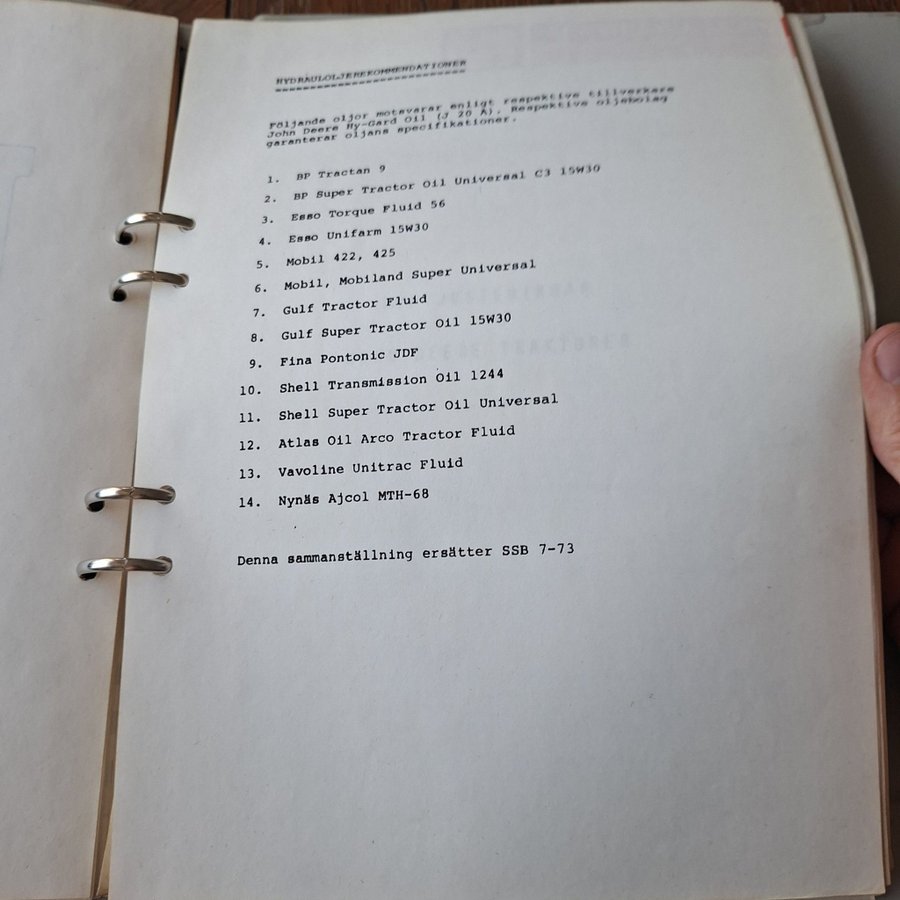 HYDRAULOLJEREKOMMENDATIONER
Följande oljor motsvarar enligt respektive tillverkare
John Deere Hy-Gard Oil (J 20 A). Respektive oljebolag
garanterar oljans specifikationer.
1. BP Tractan 9
2. BP Super Tractor Oil Universal C3 15W30
3. Esso Torque Fluid 56
4. Esso Unifarm 15W30
5. Mobil 422, 425
6. Mobil, Mobiland Super Universal
7. Gulf Tractor Fluid
8. Gulf Super Tractor Oil 15W30
9. Fina Pontonic JDF
10. Shell Transmission Oil 1244
11. Shell Super Tractor Oil Universal
12. Atlas Oil Arco Tractor Fluid
13. Vavoline Unitrac Fluid
14. Nynäs Ajcol MTH-68
Denna sammanställning ersätter SSB 7-73